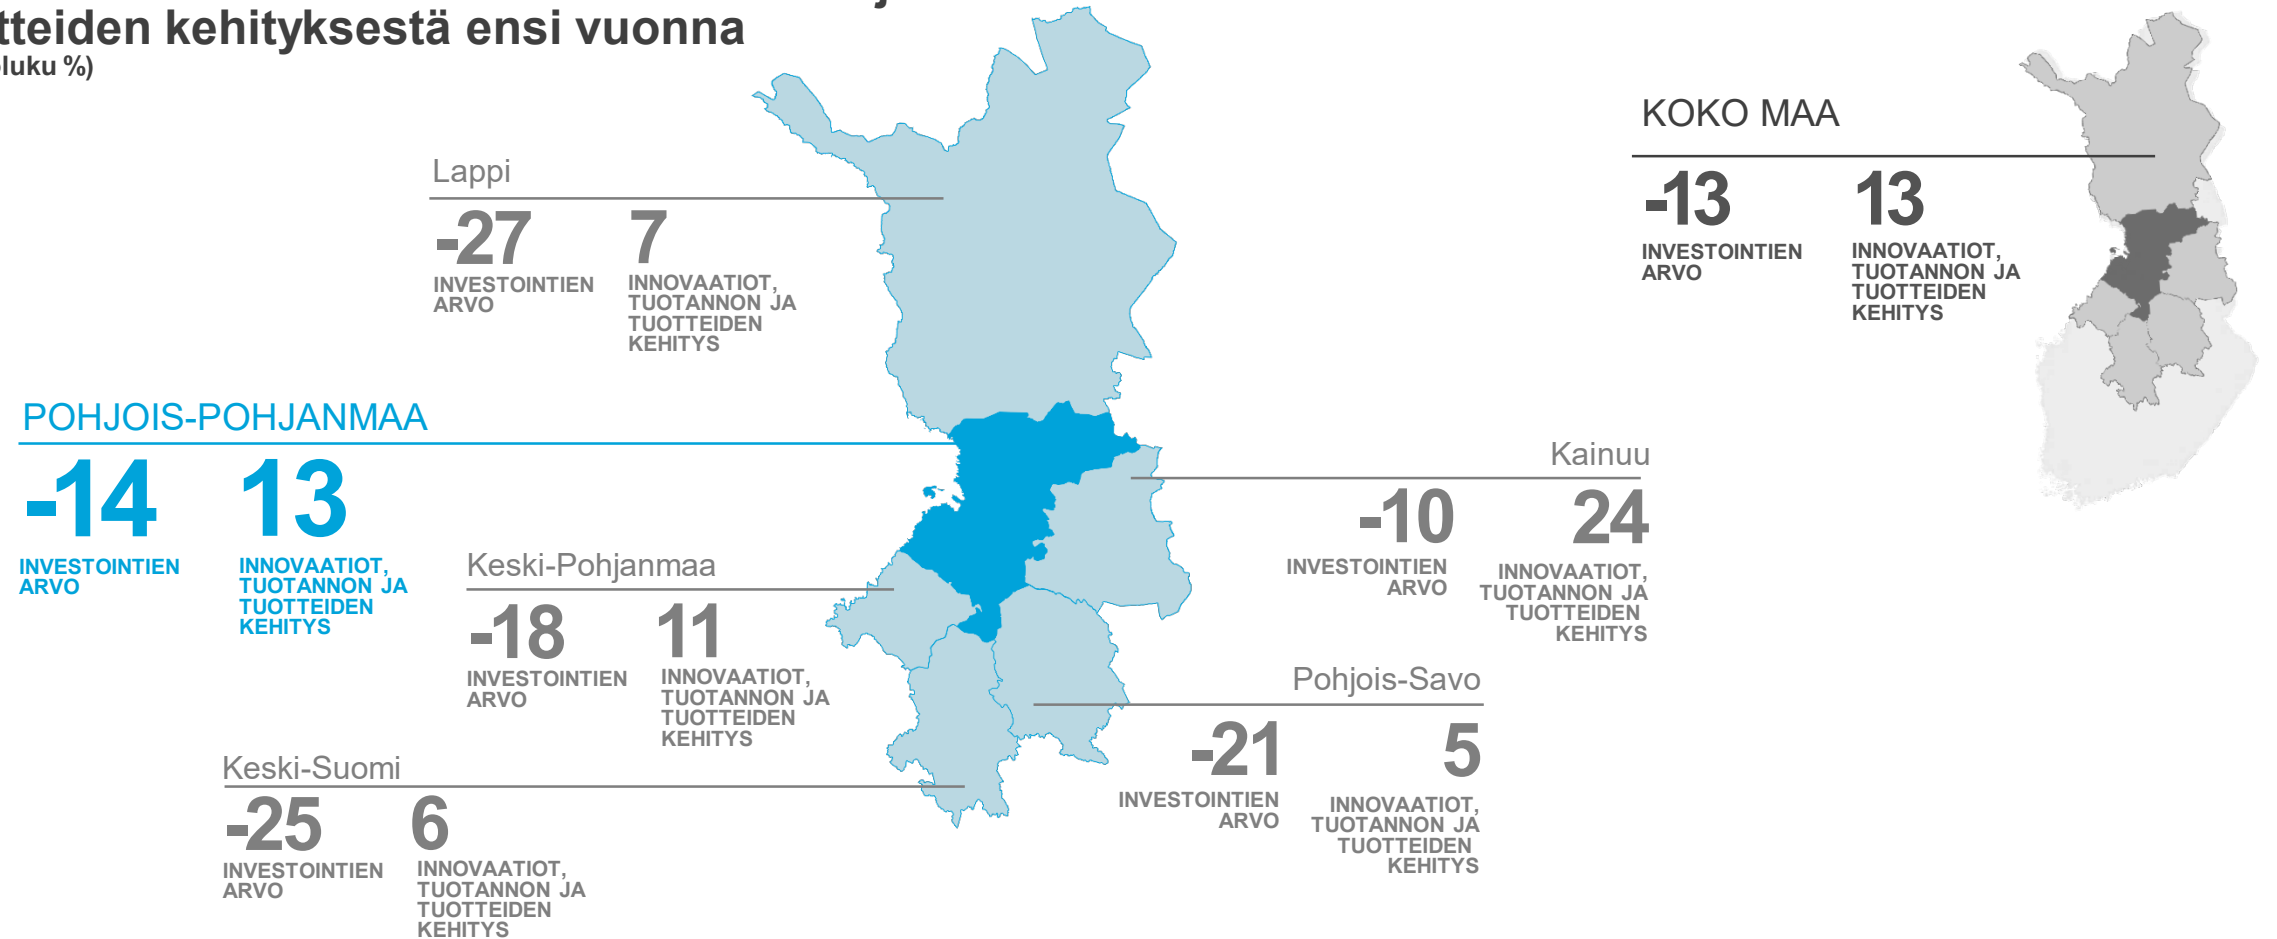 tteiden kehityksestä ensi vuonna
luku %)
KOKO MAA
-13
13
INVESTOINTIEN
ARVO
INNOVAATIOT,
TUOTANNON JA
TUOTTEIDEN
KEHITYS
Lappi
-27
7
INVESTOINTIEN
ARVO
INNOVAATIOT,
TUOTANNON JA
TUOTTEIDEN
KEHITYS
POHJOIS-POHJANMAA
-14
13
INVESTOINTIEN
ARVO
INNOVAATIOT,
TUOTANNON JA
TUOTTEIDEN
KEHITYS
Kainuu
-10
24
INVESTOINTIEN
ARVO
INNOVAATIOT,
TUOTANNON JA
TUOTTEIDEN
KEHITYS
Keski-Pohjanmaa
-18
11
INVESTOINTIEN
ARVO
INNOVAATIOT,
TUOTANNON JA
TUOTTEIDEN
KEHITYS
Pohjois-Savo
-21
5
INVESTOINTIEN
ARVO
INNOVAATIOT,
TUOTANNON JA
TUOTTEIDEN
KEHITYS
Keski-Suomi
-25
6
INVESTOINTIEN
ARVO
INNOVAATIOT,
TUOTANNON JA
TUOTTEIDEN
KEHITYS